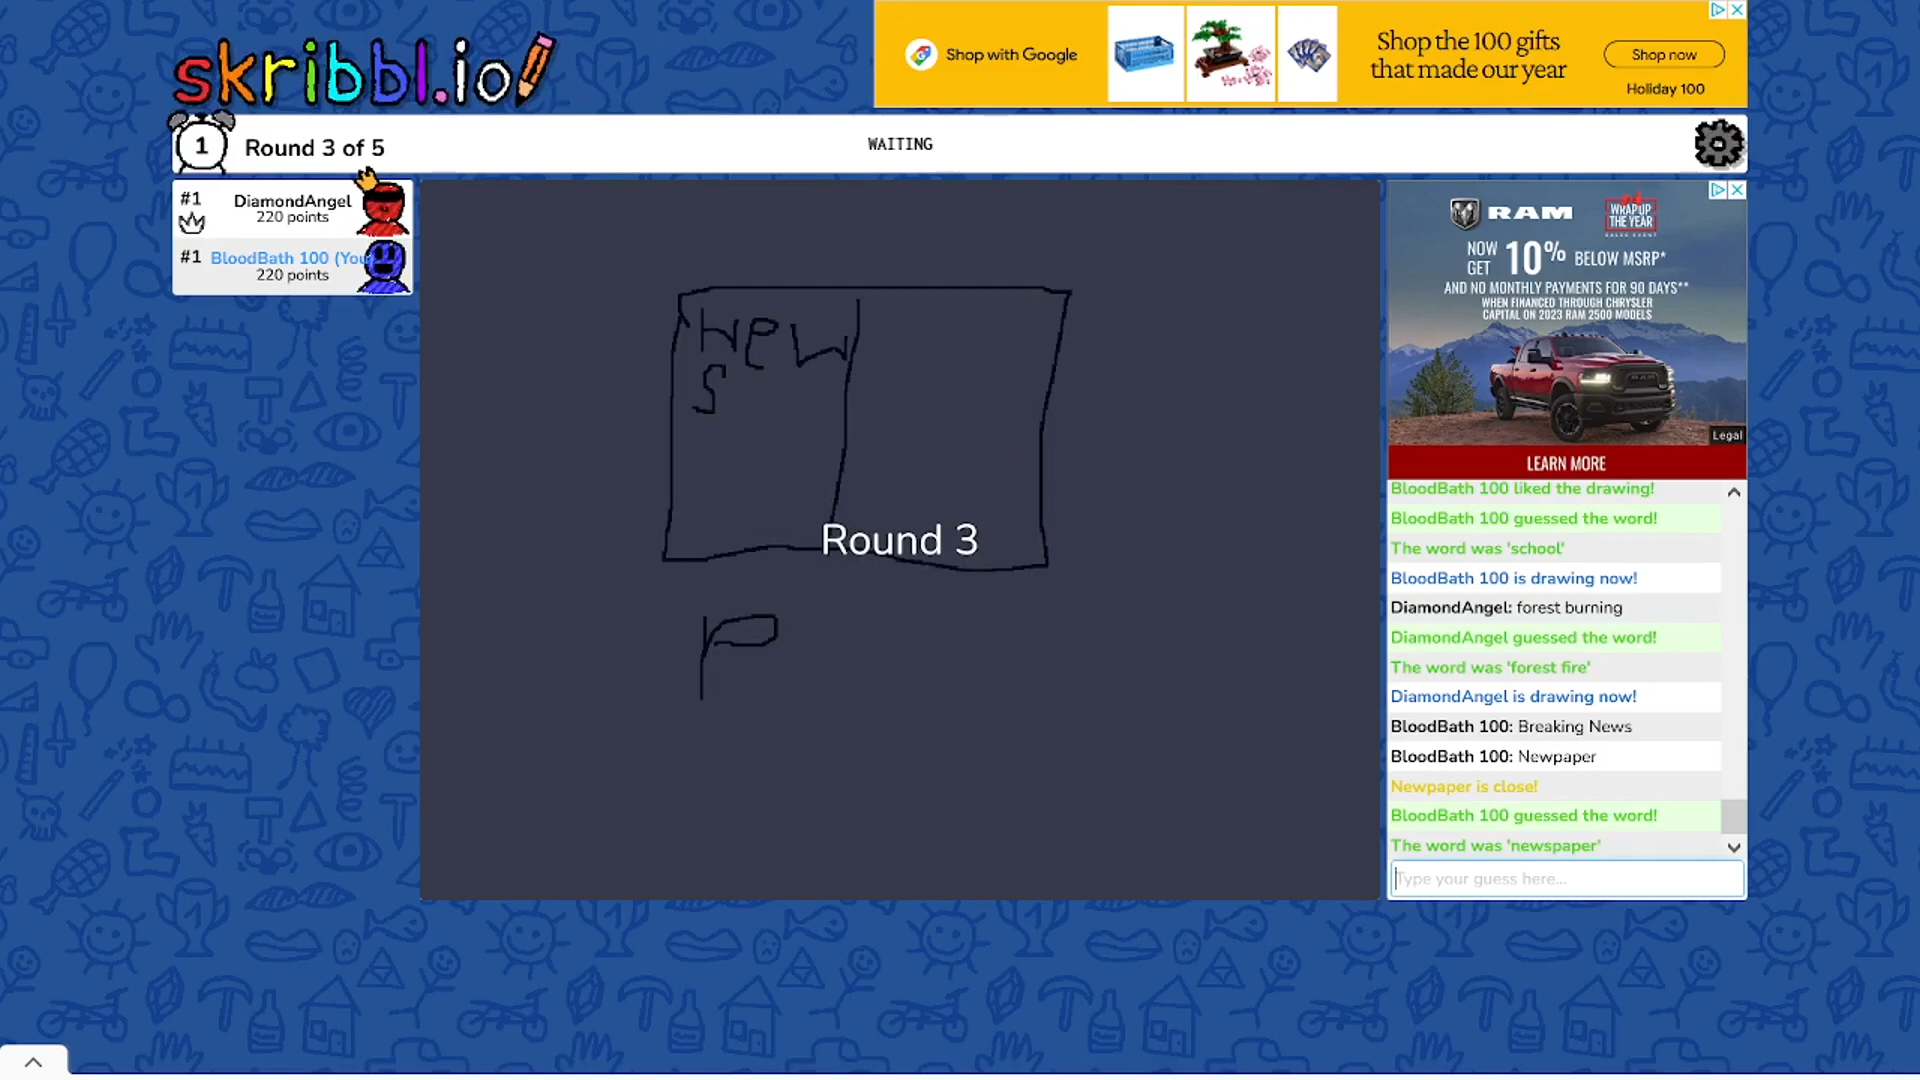 skribbl.io
Shop with Google
Shop the 100 gifts
that made our year
Shop now
Holiday 100
1
Round 3 of 5
WAITING
#1
DiamondAngel
220 points
#1
BloodBath 100 (You
220 points
New
S
Round 3
P
RAM
WRAP UP
THE YEAR
SALES EVENT
NOW
GET
10%
BELOW MSRP*
AND NO MONTHLY PAYMENTS FOR 90 DAYS**
WHEN FINANCED THROUGH CHRYSLER
CAPITAL ON 2023 RAM 2500 MODELS
Legal
LEARN MORE
BloodBath 100 liked the drawing!
BloodBath 100 guessed the word!
The word was 'school'
BloodBath 100 is drawing now!
DiamondAngel: forest burning
DiamondAngel guessed the word!
The word was 'forest fire'
DiamondAngel is drawing now!
BloodBath 100: Breaking News
BloodBath 100: Newpaper
Newpaper is close!
BloodBath 100 guessed the word!
The word was 'newspaper'
Type your guess here...